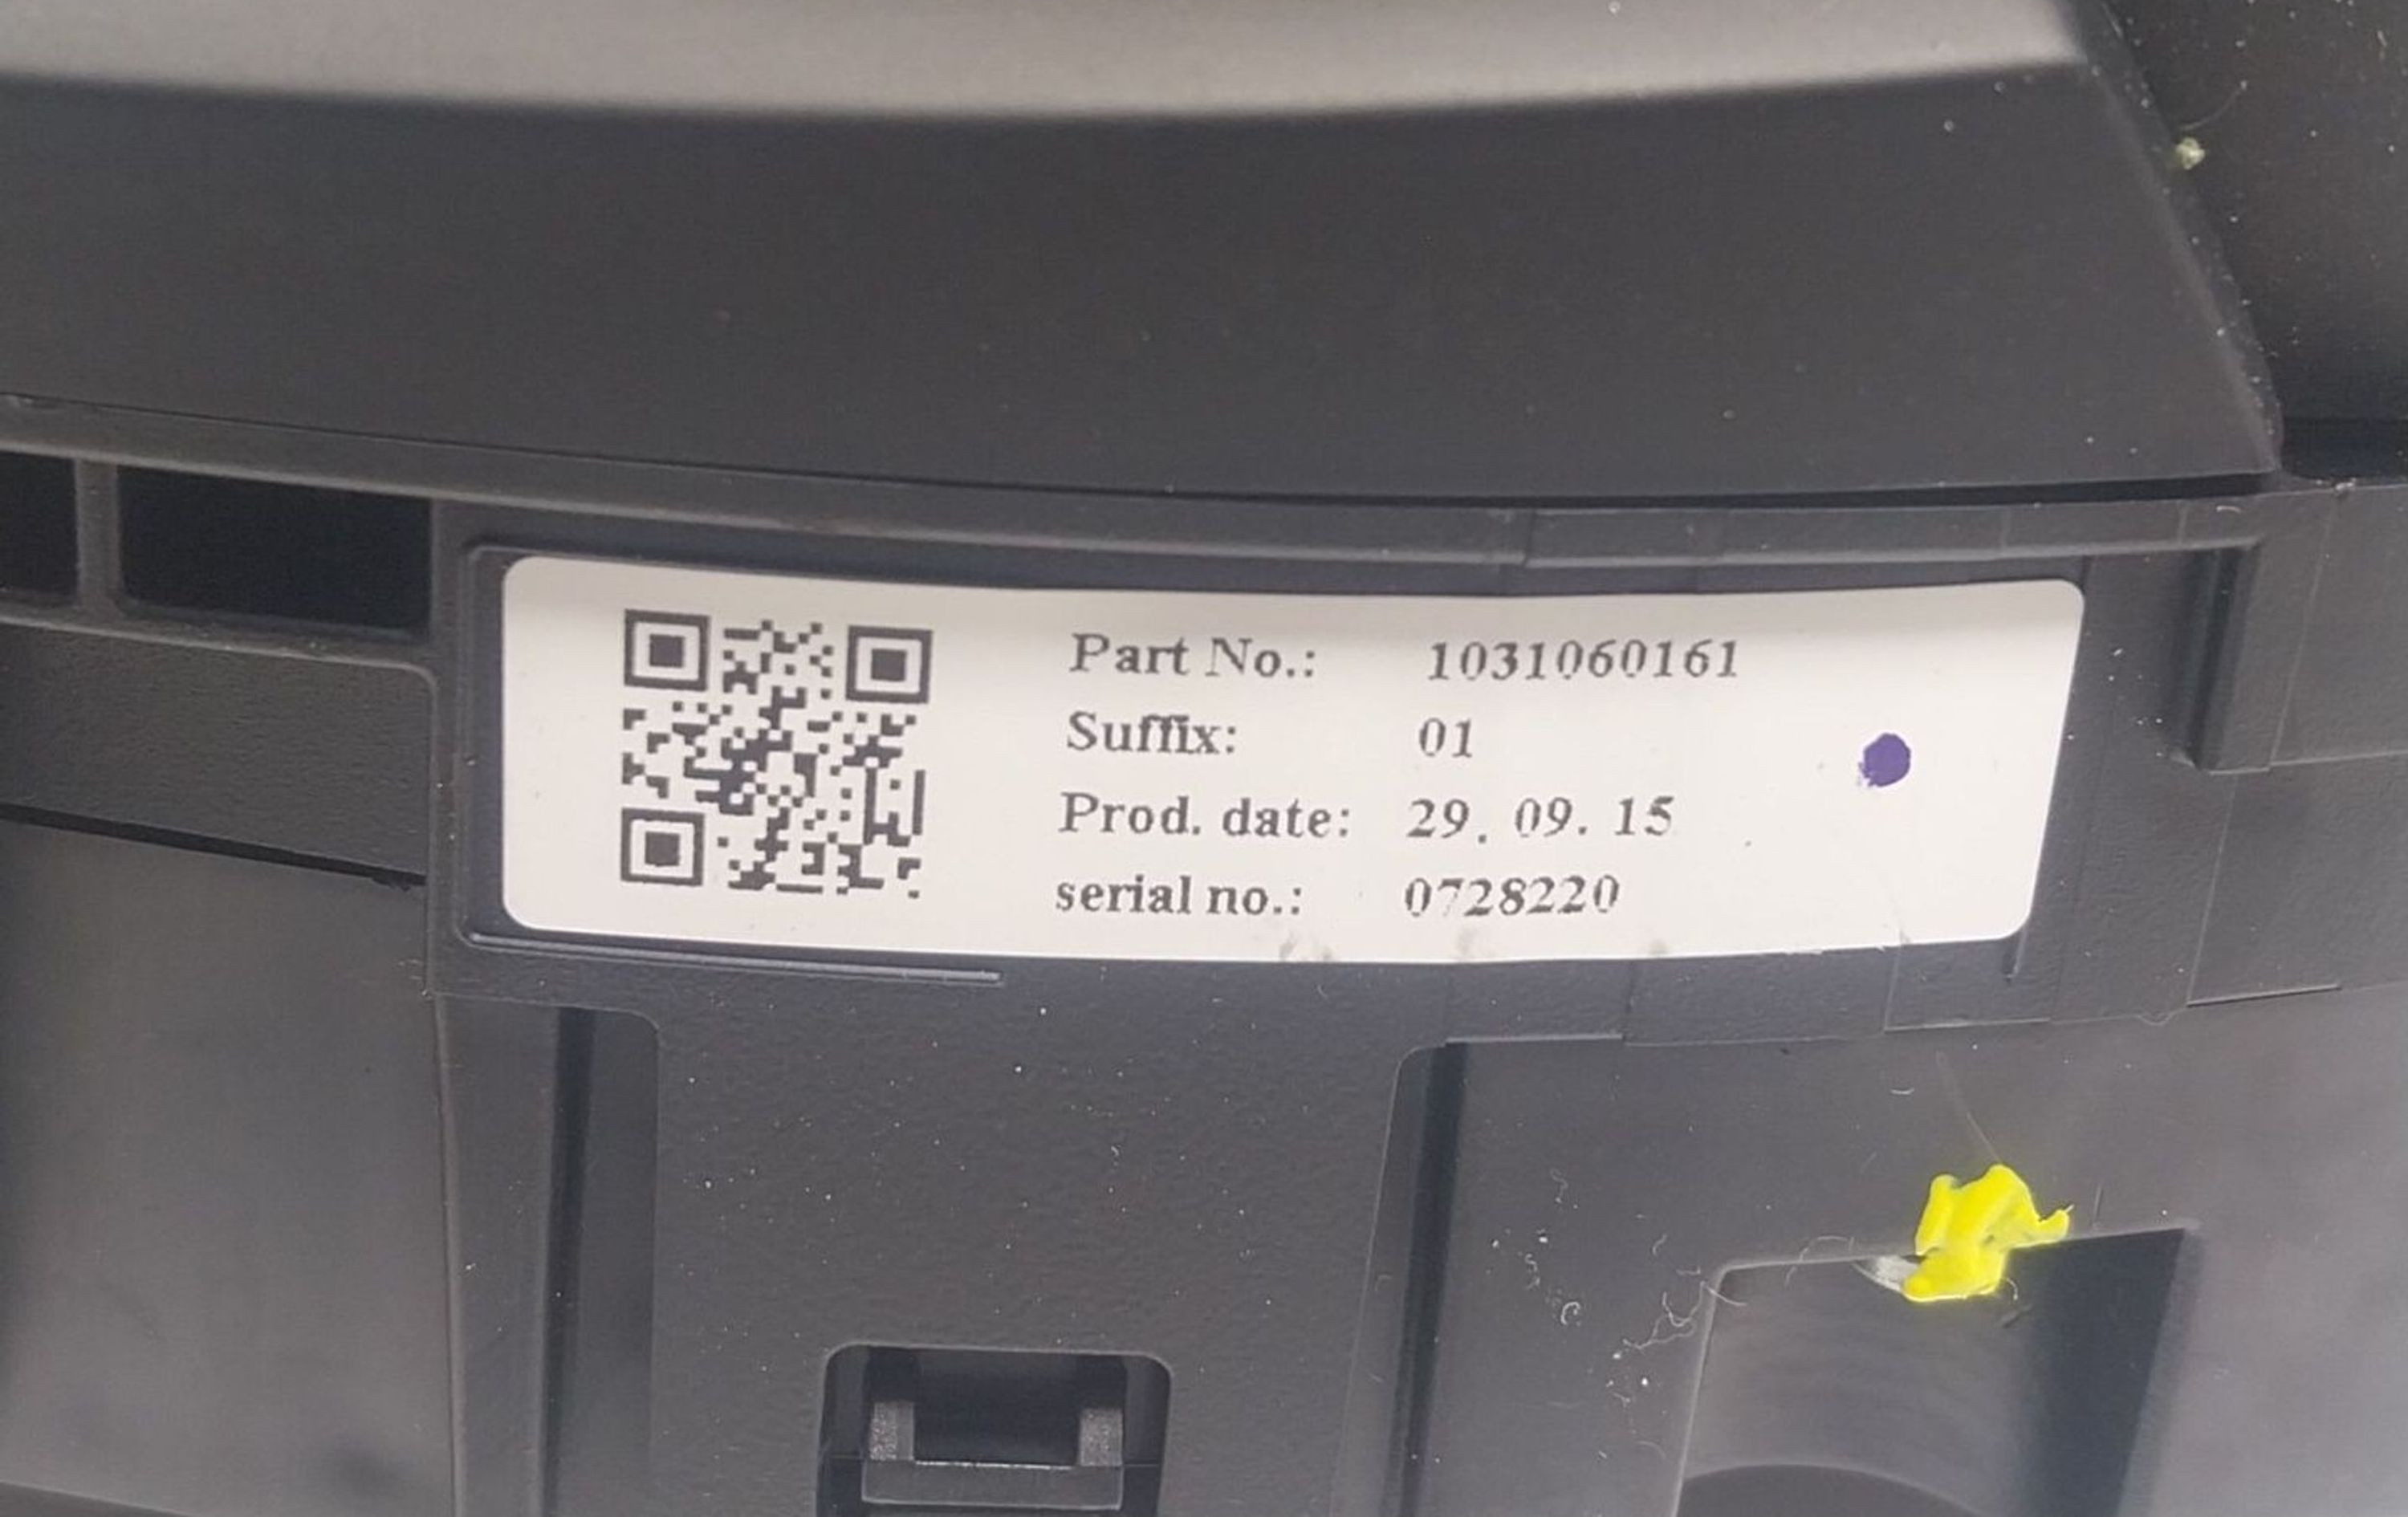 Part No.: 1031060161
Suffix: 01
Prod. date: 29. 09. 15
serial no.: 0728220